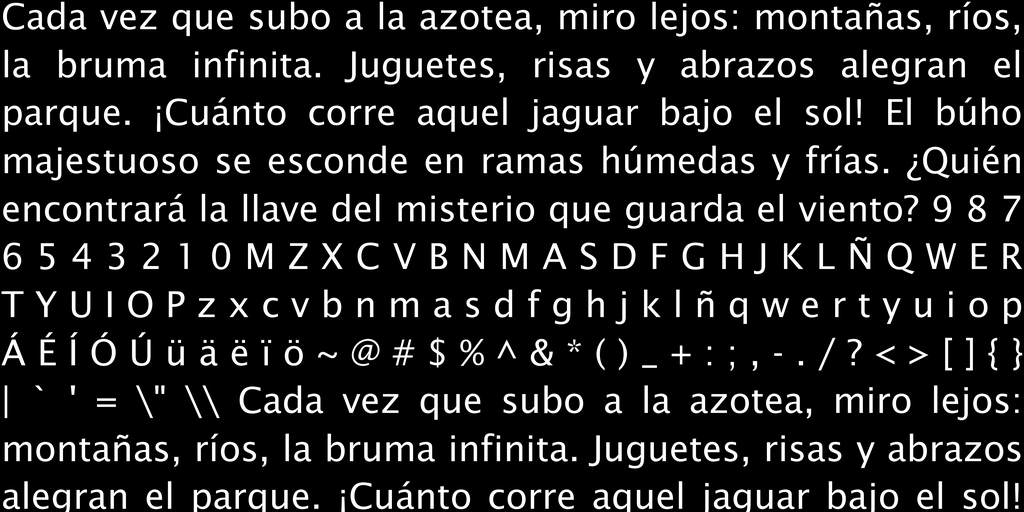 Cada vez que subo a la azotea, miro lejos: montañas, ríos,
la bruma infinita. Juguetes, risas y abrazos alegran el
parque. ¡Cuánto corre aquel jaguar bajo el sol! El búho
majestuoso se esconde en ramas húmedas y frías. ¿Quién
encontrará la llave del misterio que guarda el viento? 9 8 7
6 5 4 3 2 1 0 M Z X C V B N M A S D F G H J K L Ñ Q W E R
T Y U I O P z x c v b n m a s d f g h j k l ñ q w e r t y u i o p
Á É Í Ó Ú ü ä ë ï ö ~ @ # $ % ^ & * ( ) _ + : ; , - . / ? < > [ ] { }
| ` ' = \" \\ Cada vez que subo a la azotea, miro lejos:
montañas, ríos, la bruma infinita. Juguetes, risas y abrazos
alegran el parque. ¡Cuánto corre aquel jaguar bajo el sol!